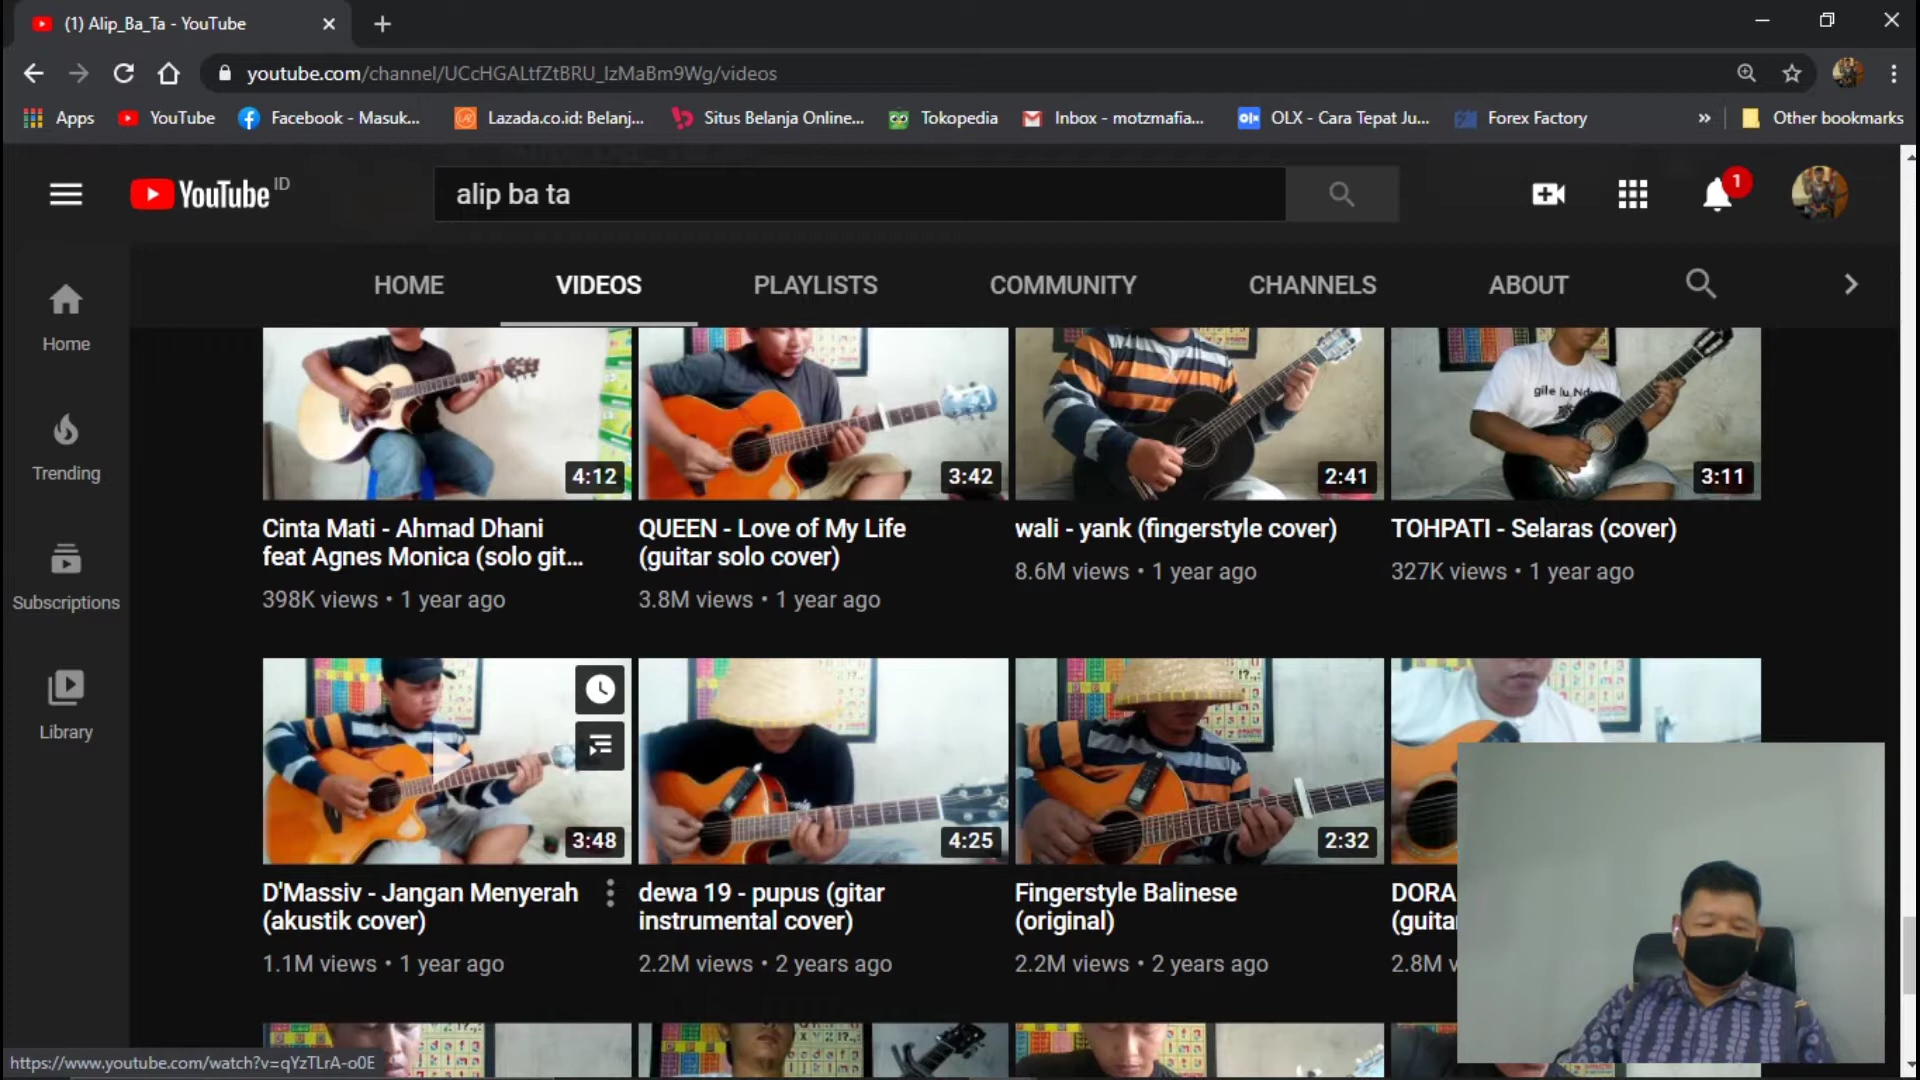 (1) Alip_Ba_Ta - YouTube
youtube.com/channel/UCcHGALtfZtBRU_IzMaBm9Wg/videos
Apps YouTube Facebook - Masuk... Lazada.co.id: Belanj... Situs Belanja Online... Tokopedia Inbox - motzmafia... OLX - Cara Tepat Ju... Forex Factory » Other bookmarks
YouTube ID
alip ba ta
1
HOME VIDEOS PLAYLISTS COMMUNITY CHANNELS ABOUT
Home
Trending
Subscriptions
Library
gile lu, Nd
4:12 3:42 2:41 3:11
Cinta Mati - Ahmad Dhani
feat Agnes Monica (solo git...
398K views • 1 year ago
QUEEN - Love of My Life
(guitar solo cover)
3.8M views • 1 year ago
wali - yank (fingerstyle cover)
8.6M views • 1 year ago
TOHPATI - Selaras (cover)
327K views • 1 year ago
3:48 4:25 2:32
D'Massiv - Jangan Menyerah
(akustik cover)
1.1M views • 1 year ago
dewa 19 - pupus (gitar
instrumental cover)
2.2M views • 2 years ago
Fingerstyle Balinese
(original)
2.2M views • 2 years ago
DORA
(guita
2.8M v
https://www.youtube.com/watch?v=qYzTLrA-o0E